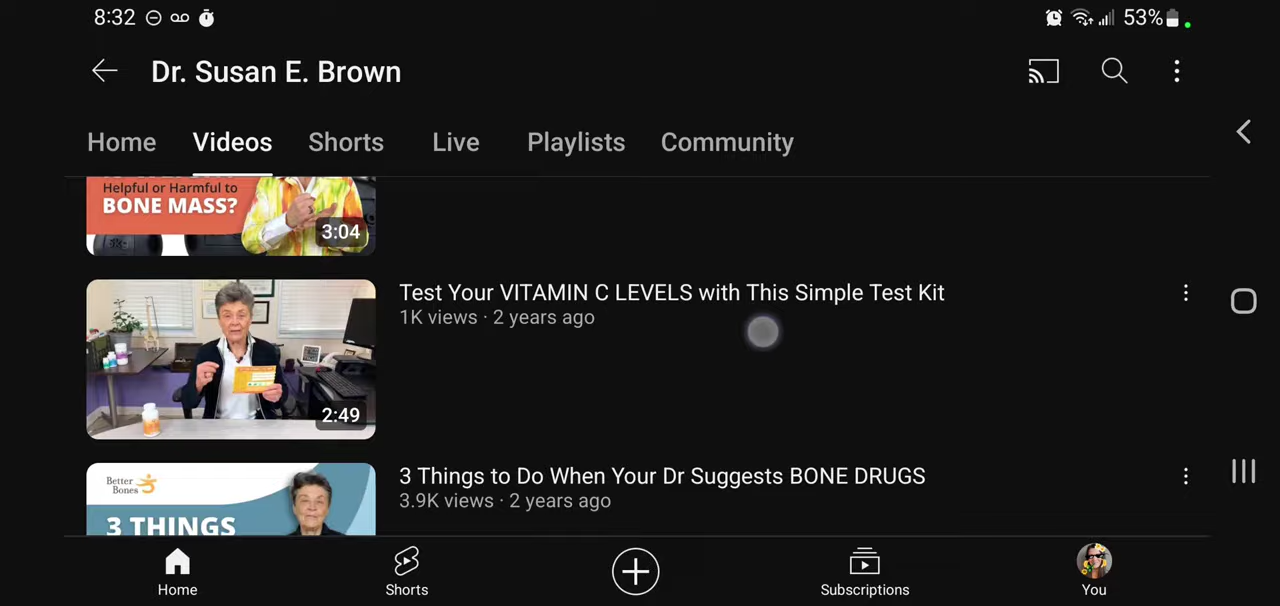 8:32
53%
Dr. Susan E. Brown
Home Videos Shorts Live Playlists Community
Helpful or Harmful to
BONE MASS?
3:04
Test Your VITAMIN C LEVELS with This Simple Test Kit
1K views · 2 years ago
2:49
3 Things to Do When Your Dr Suggests BONE DRUGS
3.9K views · 2 years ago
Better
Bones
3 THINGS
Home Shorts Subscriptions You